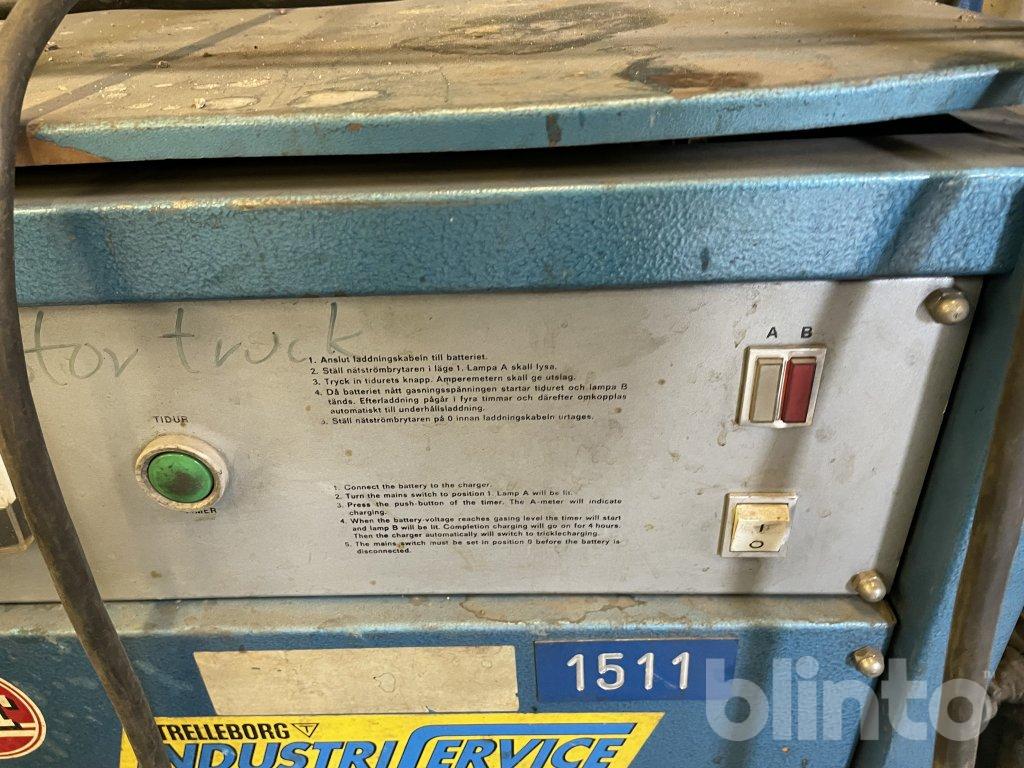 tor truck
A B
1. Anslut laddningskabeln till batteriet.
2. Ställ nätströmbrytaren i läge 1. Lampa A skall lysa.
3. Tryck in tidurets knapp. Amperemetern skall ge utslag.
4. Då batteriet nått gasningsspänningen startar tiduret och lampa B
tänds. Efterladdning pågår i fyra timmar och därefter omkopplas
automatiskt till underhållsladdning.
5. Ställ nätströmbrytaren på 0 innan laddningskabeln urtages.
TIDUR
TIMER
1. Connect the battery to the charger.
2. Turn the mains switch to position 1. Lamp A will be lit.
3. Press the push-button of the timer. The A-meter will indicate
charging.
4. When the battery-voltage reaches gasing level the timer will start
and lamp B will be lit. Completion charging will go on for 4 hours.
Then the charger automatically will switch to tricklecharging.
5. The mains switch must be set in position 0 before the battery is
disconnected.
I
O
1511
TRELLEBORG
INDUSTRISERVICE
blinto